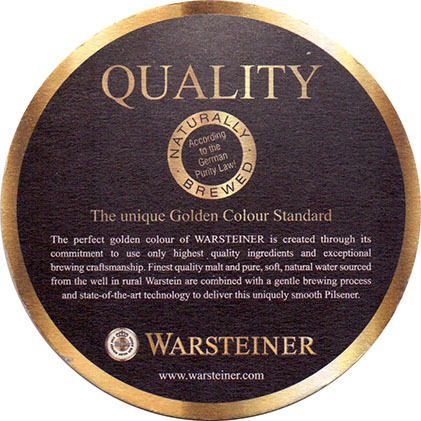 QUALITY
NATURALLY
According
to the
German
Purity Law!
BREWED
The unique Golden Colour Standard
The perfect golden colour of WARSTEINER is created through its
commitment to use only highest quality ingredients and exceptional
brewing craftsmanship. Finest quality malt and pure, soft, natural water sourced
from the well in rural Warstein are combined with a gentle brewing process
and state-of-the-art technology to deliver this uniquely smooth Pilsener.
WARSTEINER
www.warsteiner.com